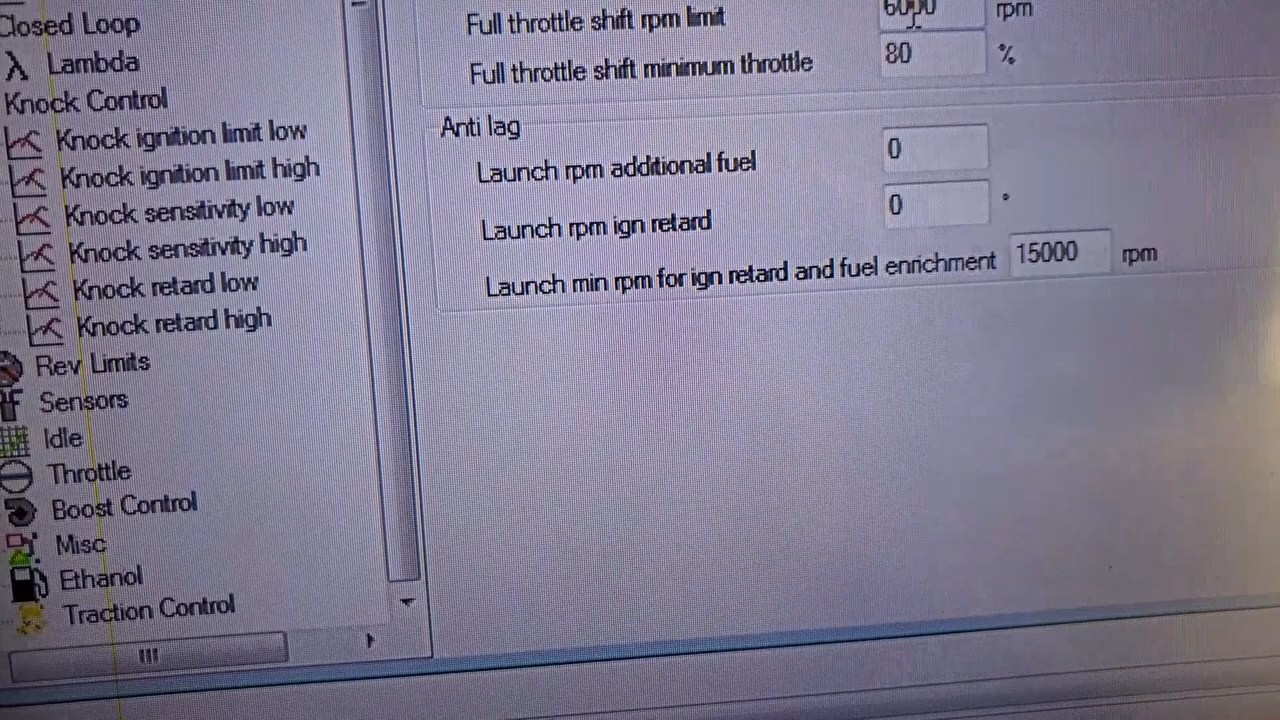 Closed Loop
Lambda
Knock Control
Knock ignition limit low
Knock ignition limit high
Knock sensitivity low
Knock sensitivity high
Knock retard low
Knock retard high
Rev Limits
Sensors
Idle
Throttle
Boost Control
Misc
Ethanol
Traction Control
Full throttle shift rpm limit rpm
Full throttle shift minimum throttle 80 %
Anti lag
Launch rpm additional fuel 0
Launch rpm ign retard 0 °
Launch min rpm for ign retard and fuel enrichment 15000 rpm